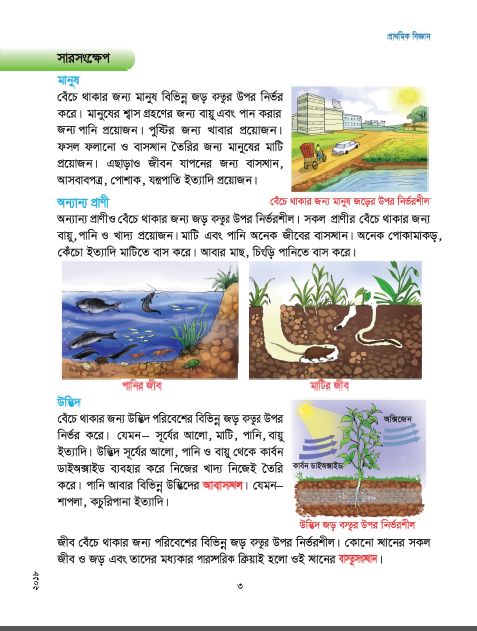 প্রাথমিক বিজ্ঞান
সারসংক্ষেপ
মানুষ
বেঁচে থাকার জন্য মানুষ বিভিন্ন জড় বস্তুর উপর নির্ভর
করে। মানুষের শ্বাস গ্রহণের জন্য বায়ু এবং পান করার
জন্য পানি প্রয়োজন। পুষ্টির জন্য খাবার প্রয়োজন।
ফসল ফলানো ও বাসস্থান তৈরির জন্য মানুষের মাটি
প্রয়োজন। এছাড়াও জীবন যাপনের জন্য বাসস্থান,
আসবাবপত্র, পোশাক, যন্ত্রপাতি ইত্যাদি প্রয়োজন।
বেঁচে থাকার জন্য মানুষ জড়ের উপর নির্ভরশীল
অন্যান্য প্রাণী
অন্যান্য প্রাণীও বেঁচে থাকার জন্য জড় বস্তুর উপর নির্ভরশীল। সকল প্রাণীর বেঁচে থাকার জন্য
বায়ু, পানি ও খাদ্য প্রয়োজন। মাটি এবং পানি অনেক জীবের বাসস্থান। অনেক পোকামাকড়,
কেঁচো ইত্যাদি মাটিতে বাস করে। আবার মাছ, চিংড়ি পানিতে বাস করে।
পানির জীব
মাটির জীব
উদ্ভিদ
বেঁচে থাকার জন্য উদ্ভিদ পরিবেশের বিভিন্ন জড় বস্তুর উপর
নির্ভর করে। যেমন– সূর্যের আলো, মাটি, পানি, বায়ু
ইত্যাদি। উদ্ভিদ সূর্যের আলো, পানি ও বায়ু থেকে কার্বন
ডাইঅক্সাইড ব্যবহার করে নিজের খাদ্য নিজেই তৈরি
করে। পানি আবার বিভিন্ন উদ্ভিদের আবাসস্থল। যেমন–
শাপলা, কচুরিপানা ইত্যাদি।
অক্সিজেন
কার্বন ডাইঅক্সাইড
উদ্ভিদ জড় বস্তুর উপর নির্ভরশীল
জীব বেঁচে থাকার জন্য পরিবেশের বিভিন্ন জড় বস্তুর উপর নির্ভরশীল। কোনো স্থানের সকল
জীব ও জড় এবং তাদের মধ্যকার পারস্পরিক ক্রিয়াই হলো ওই স্থানের বাস্তুসংস্থান।
২০১৮
৩